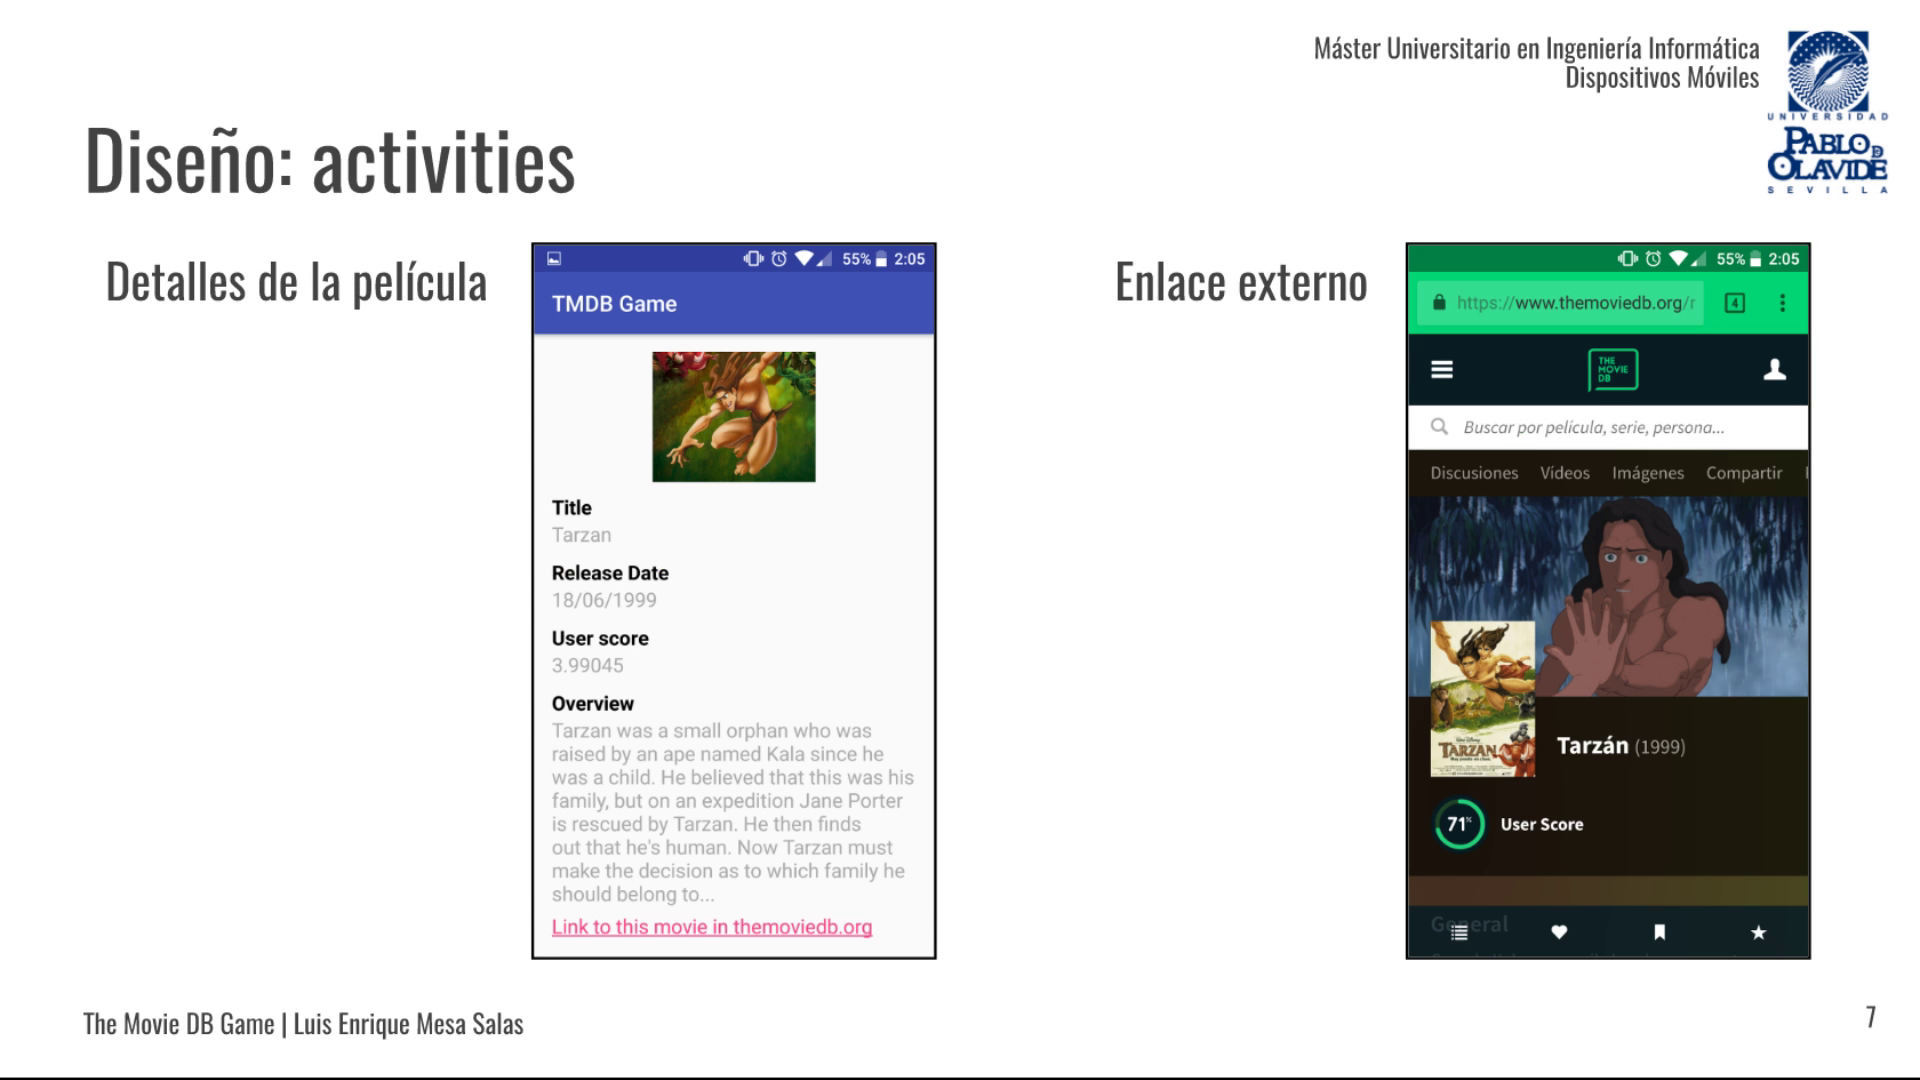 Máster Universitario en Ingeniería Informática
Dispositivos Móviles
UNIVERSIDAD
PABLO DE
OLAVIDE
SEVILLA
Diseño: activities
Detalles de la película
55% 2:05
TMDB Game
Title
Tarzan
Release Date
18/06/1999
User score
3.99045
Overview
Tarzan was a small orphan who was
raised by an ape named Kala since he
was a child. He believed that this was his
family, but on an expedition Jane Porter
is rescued by Tarzan. He then finds
out that he's human. Now Tarzan must
make the decision as to which family he
should belong to...
Link to this movie in themoviedb.org
Enlace externo
55% 2:05
https://www.themoviedb.org/
4
THE
MOVIE
DB
Buscar por película, serie, persona...
Discusiones Vídeos Imágenes Compartir
TARZAN
Tarzán (1999)
71%
User Score
General
The Movie DB Game | Luis Enrique Mesa Salas
7